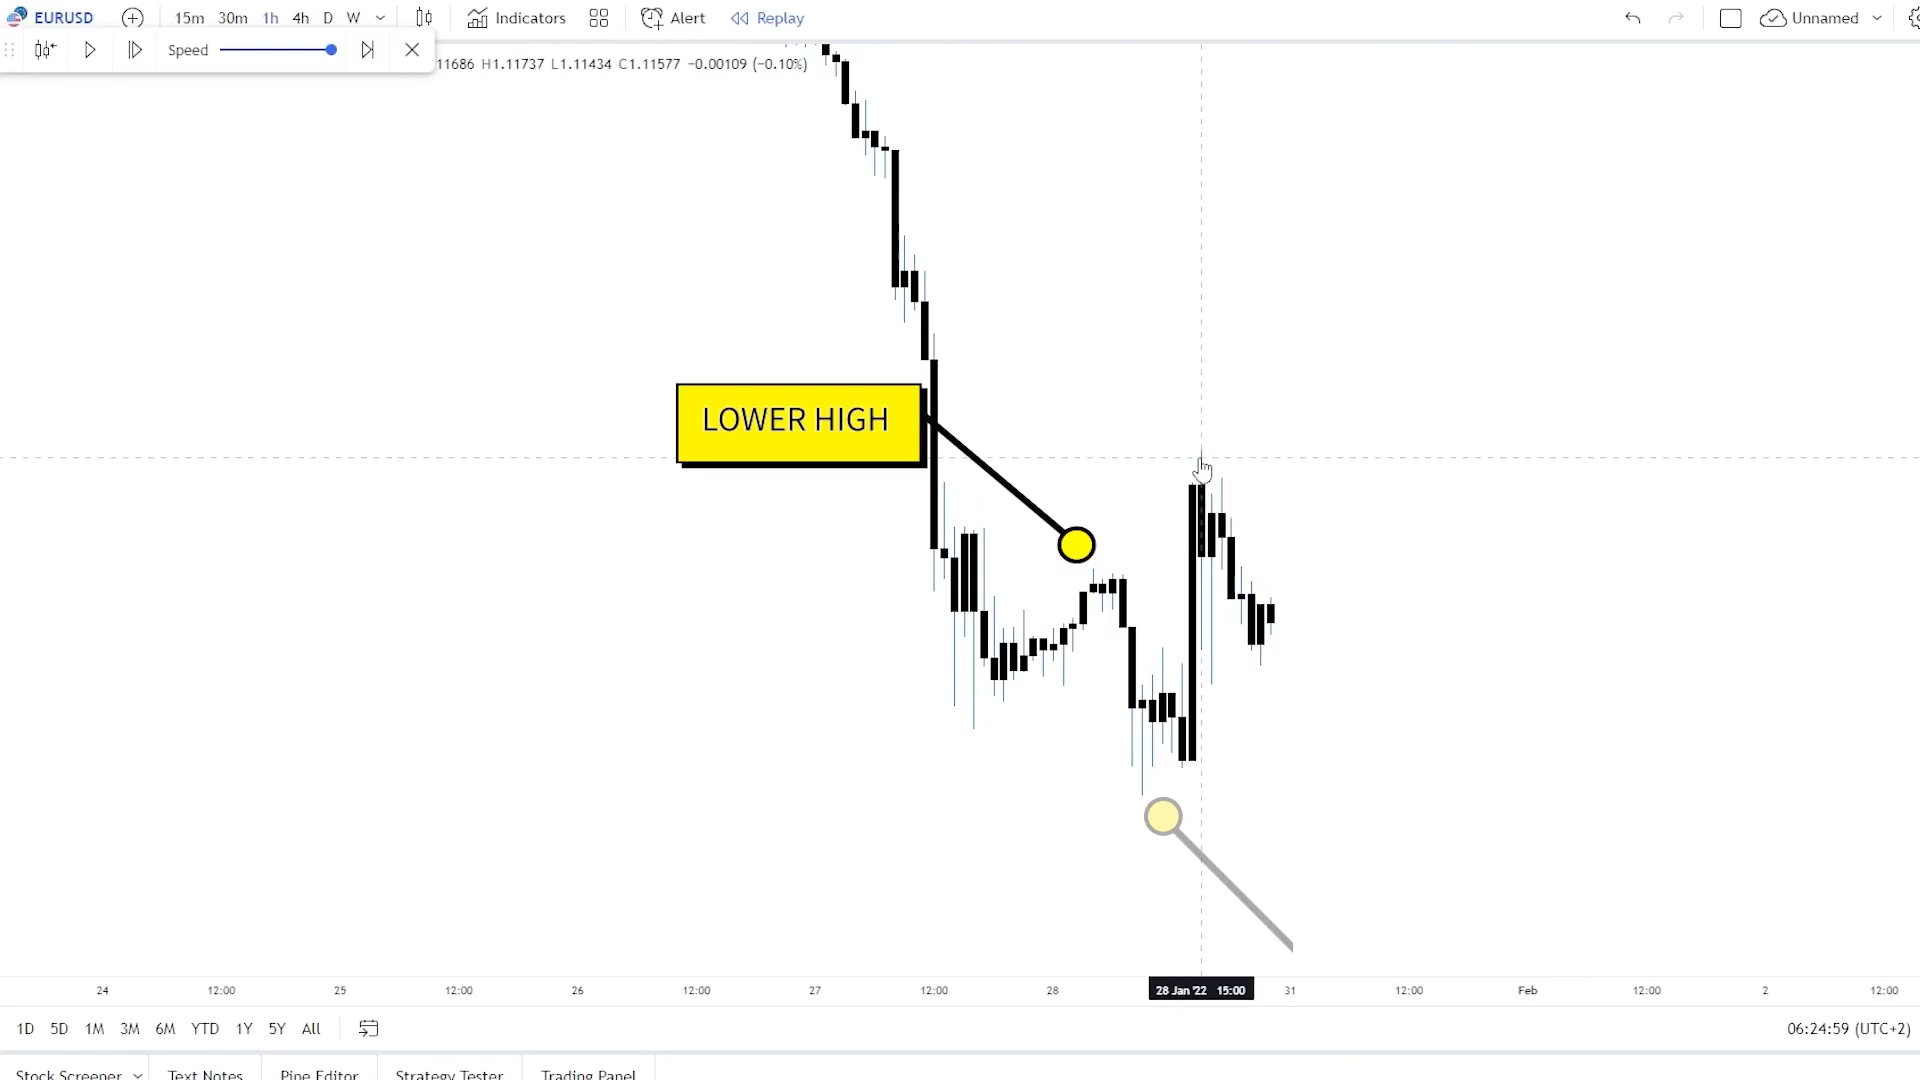 EURUSD 15m 30m 1h 4h D W Indicators Alert Replay Unnamed
Speed
11686 H1.11737 L1.11434 C1.11577 −0.00109 (−0.10%)
LOWER HIGH
24 12:00 25 12:00 26 12:00 27 12:00 28 28 Jan '22 15:00 31 12:00 Feb 12:00 2 12:00
1D 5D 1M 3M 6M YTD 1Y 5Y All 06:24:59 (UTC+2)
Stock Screener Text Notes Pine Editor Strategy Tester Trading Panel